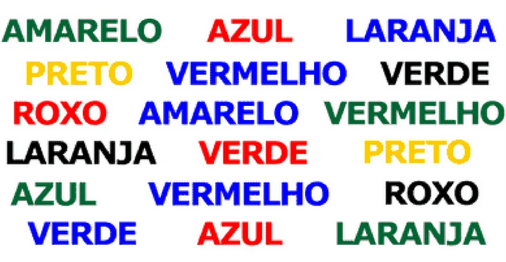 AMARELO AZUL LARANJA
PRETO VERMELHO VERDE
ROXO AMARELO VERMELHO
LARANJA VERDE PRETO
AZUL VERMELHO ROXO
VERDE AZUL LARANJA